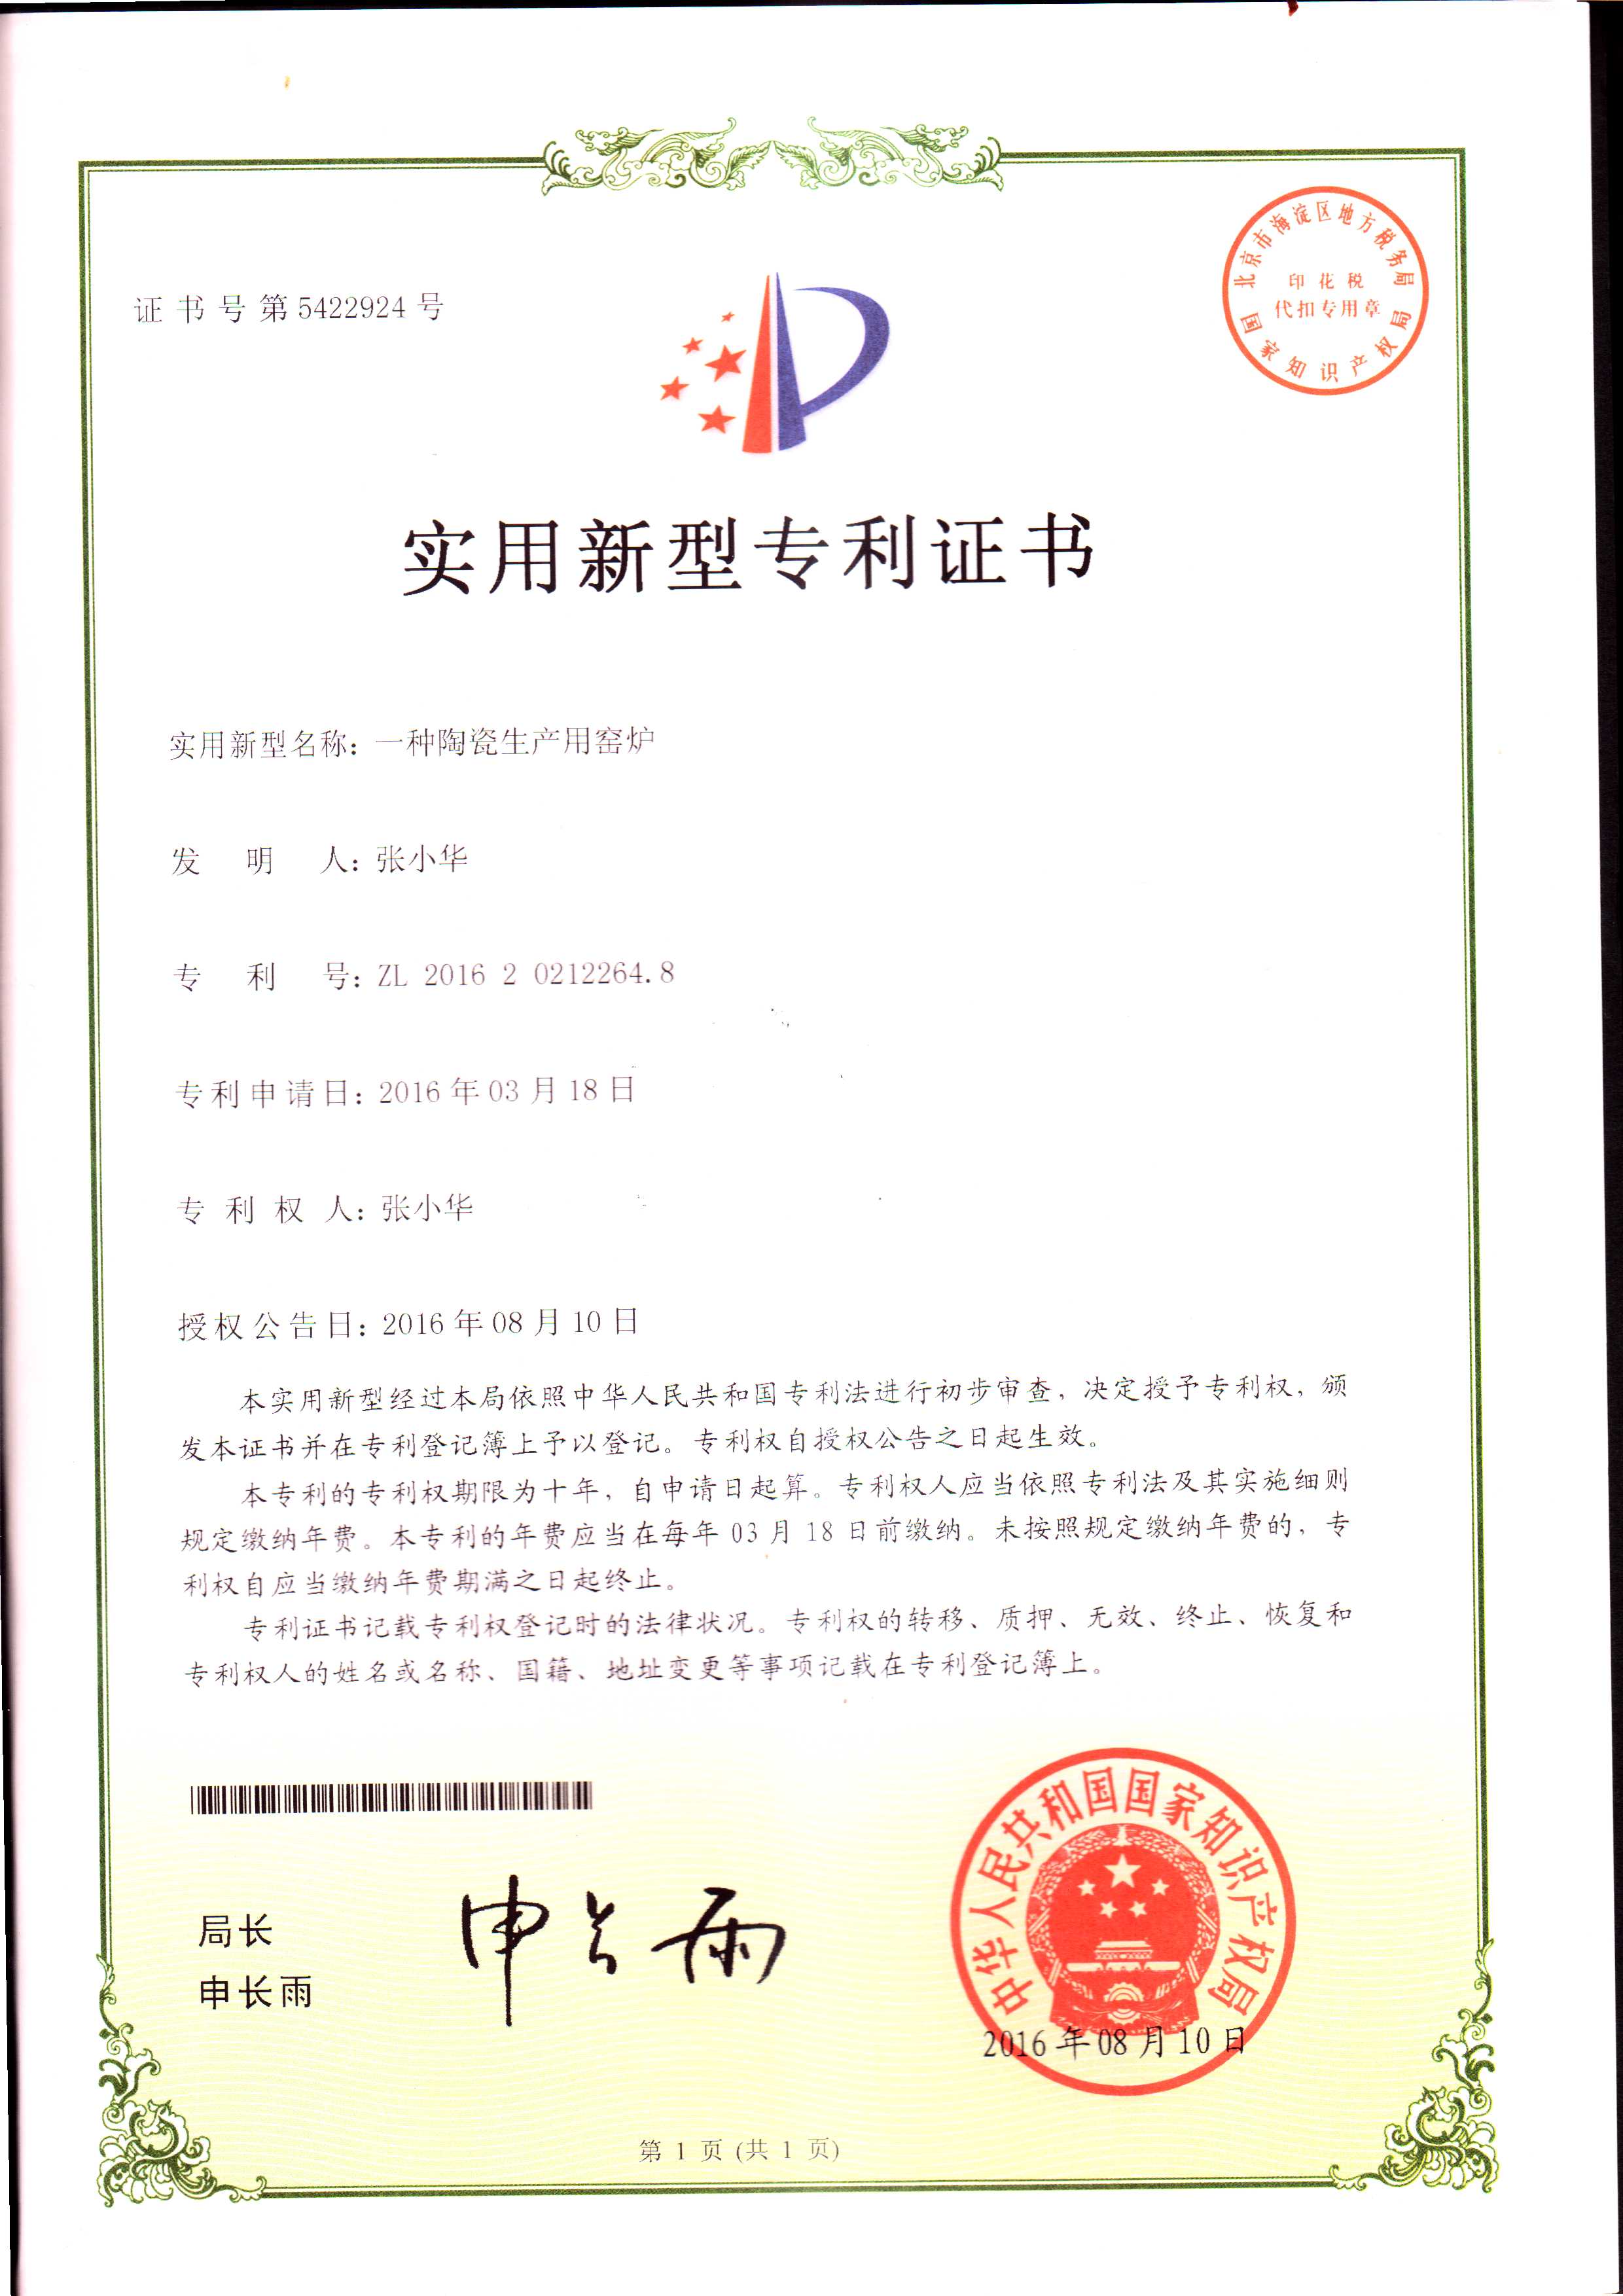 证书号第5422924号
北京市海淀区地方税务局
印花税
代扣专用章
国家知识产权局
实用新型专利证书
实用新型名称：一种陶瓷生产用窑炉
发明人：张小华
专利号：ZL 2016 2 0212264.8
专利申请日：2016年03月18日
专利权人：张小华
授权公告日：2016年08月10日
本实用新型经过本局依照中华人民共和国专利法进行初步审查，决定授予专利权，颁
发本证书并在专利登记簿上予以登记。专利权自授权公告之日起生效。
本专利的专利权期限为十年，自申请日起算。专利权人应当依照专利法及其实施细则
规定缴纳年费。本专利的年费应当在每年03月18日前缴纳。未按照规定缴纳年费的，专
利权自应当缴纳年费期满之日起终止。
专利证书记载专利权登记时的法律状况。专利权的转移、质押、无效、终止、恢复和
专利权人的姓名或名称、国籍、地址变更等事项记载在专利登记簿上。
局长
申长雨
申长雨
中华人民共和国国家知识产权局
2016年08月10日
第1页(共1页)